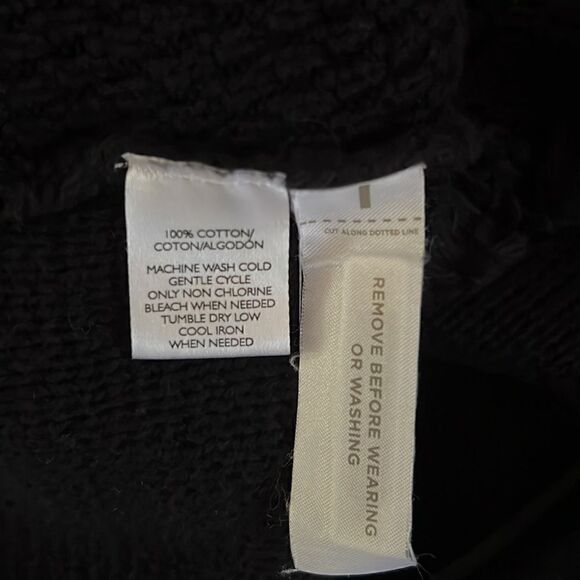 100% COTTON/
COTON/ALGODÓN
MACHINE WASH COLD
GENTLE CYCLE
ONLY NON CHLORINE
BLEACH WHEN NEEDED
TUMBLE DRY LOW
COOL IRON
WHEN NEEDED
CUT ALONG DOTTED LINE
REMOVE BEFORE WEARING
OR WASHING